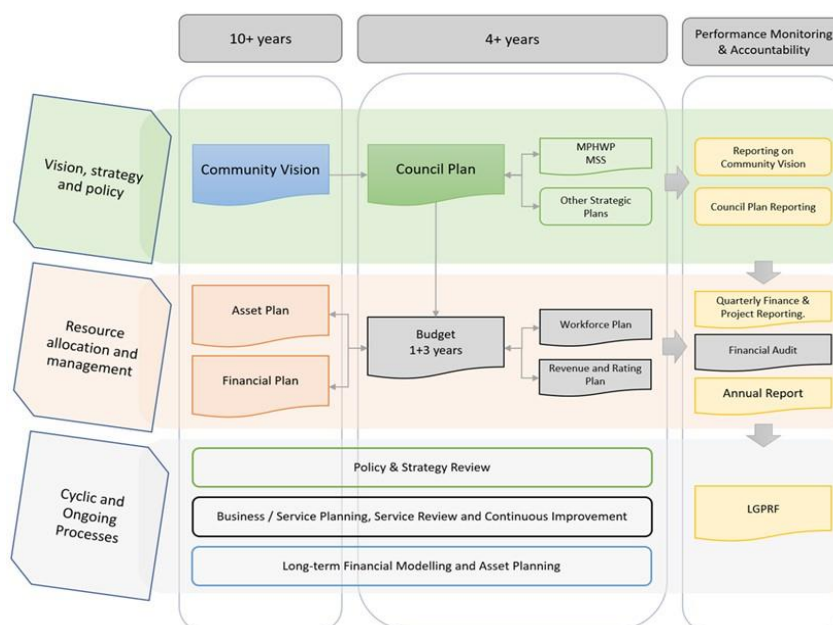 10+ years
4+ years
Performance Monitoring
& Accountability
Vision, strategy
and policy
Community Vision
Council Plan
MPHWP
MSS
Other Strategic
Plans
Reporting on
Community Vision
Council Plan Reporting
Resource
allocation and
management
Asset Plan
Financial Plan
Budget
1+3 years
Workforce Plan
Revenue and Rating
Plan
Quarterly Finance &
Project Reporting.
Financial Audit
Annual Report
Cyclic and
Ongoing
Processes
Policy & Strategy Review
Business / Service Planning, Service Review and Continuous Improvement
Long-term Financial Modelling and Asset Planning
LGPRF